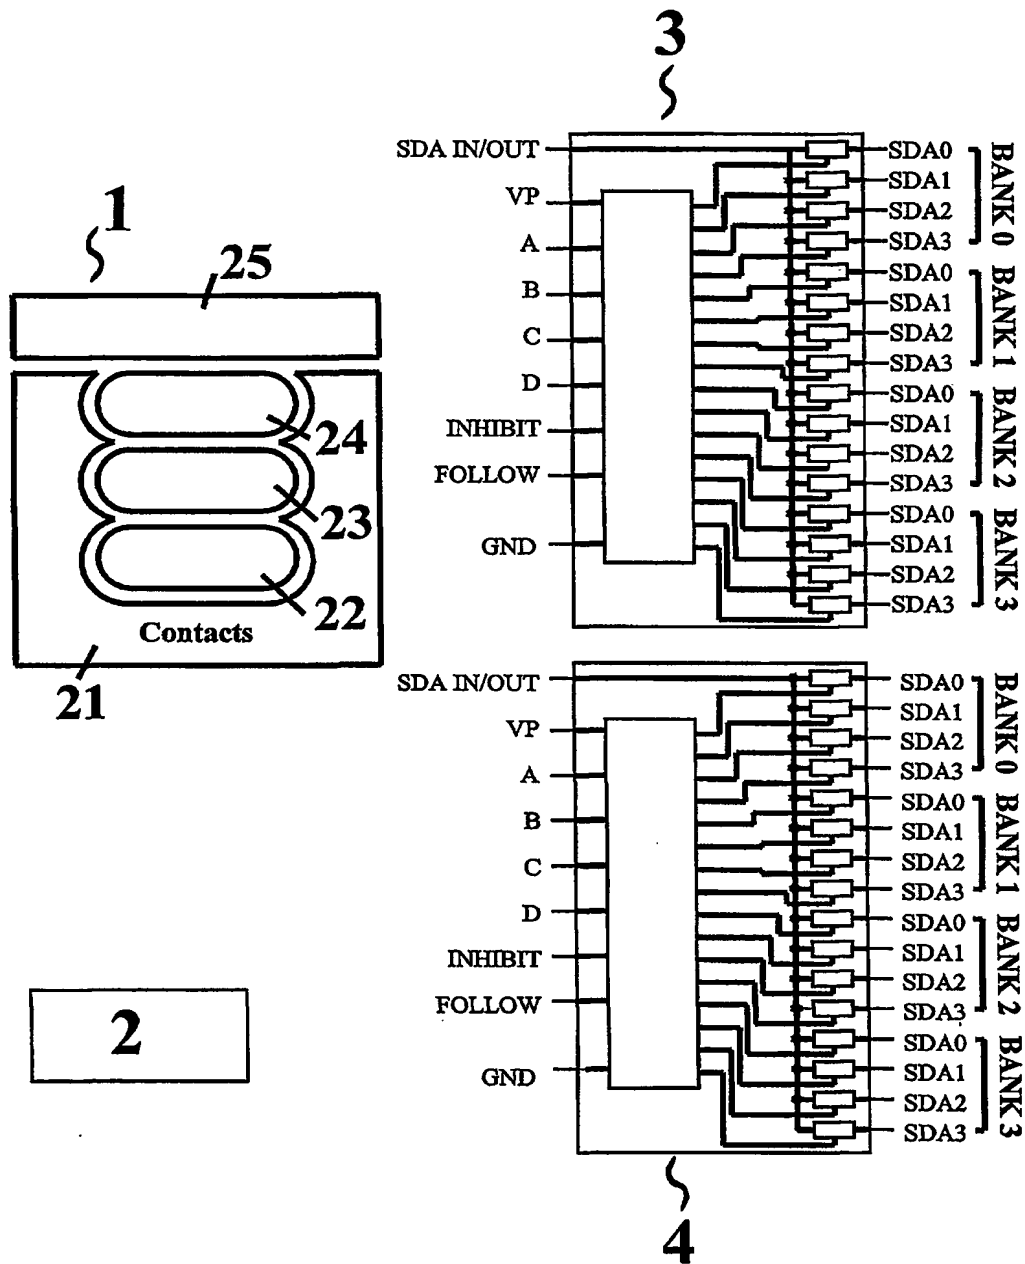 3
SDA IN/OUT
VP
A
B
C
D
INHIBIT
FOLLOW
GND
SDA0
SDA1
SDA2
SDA3
BANK 0
SDA0
SDA1
SDA2
SDA3
BANK 1
SDA0
SDA1
SDA2
SDA3
BANK 2
SDA0
SDA1
SDA2
SDA3
BANK 3
1
25
24
23
22
Contacts
21
2
SDA IN/OUT
VP
A
B
C
D
INHIBIT
FOLLOW
GND
SDA0
SDA1
SDA2
SDA3
BANK 0
SDA0
SDA1
SDA2
SDA3
BANK 1
SDA0
SDA1
SDA2
SDA3
BANK 2
SDA0
SDA1
SDA2
SDA3
BANK 3
4